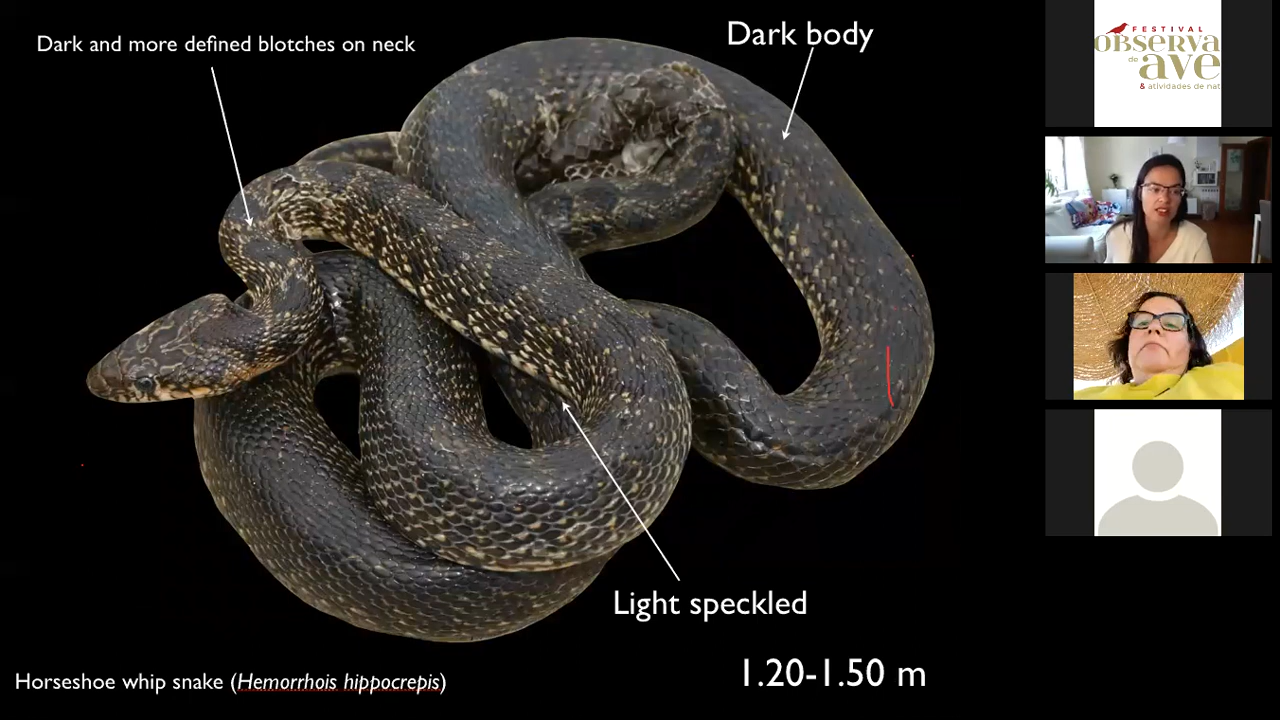 Dark and more defined blotches on neck
Dark body
Light speckled
Horseshoe whip snake (Hemorrhois hippocrepis)
1.20-1.50 m
FESTIVAL
OBSERVA
de
ave
& atividades de nat